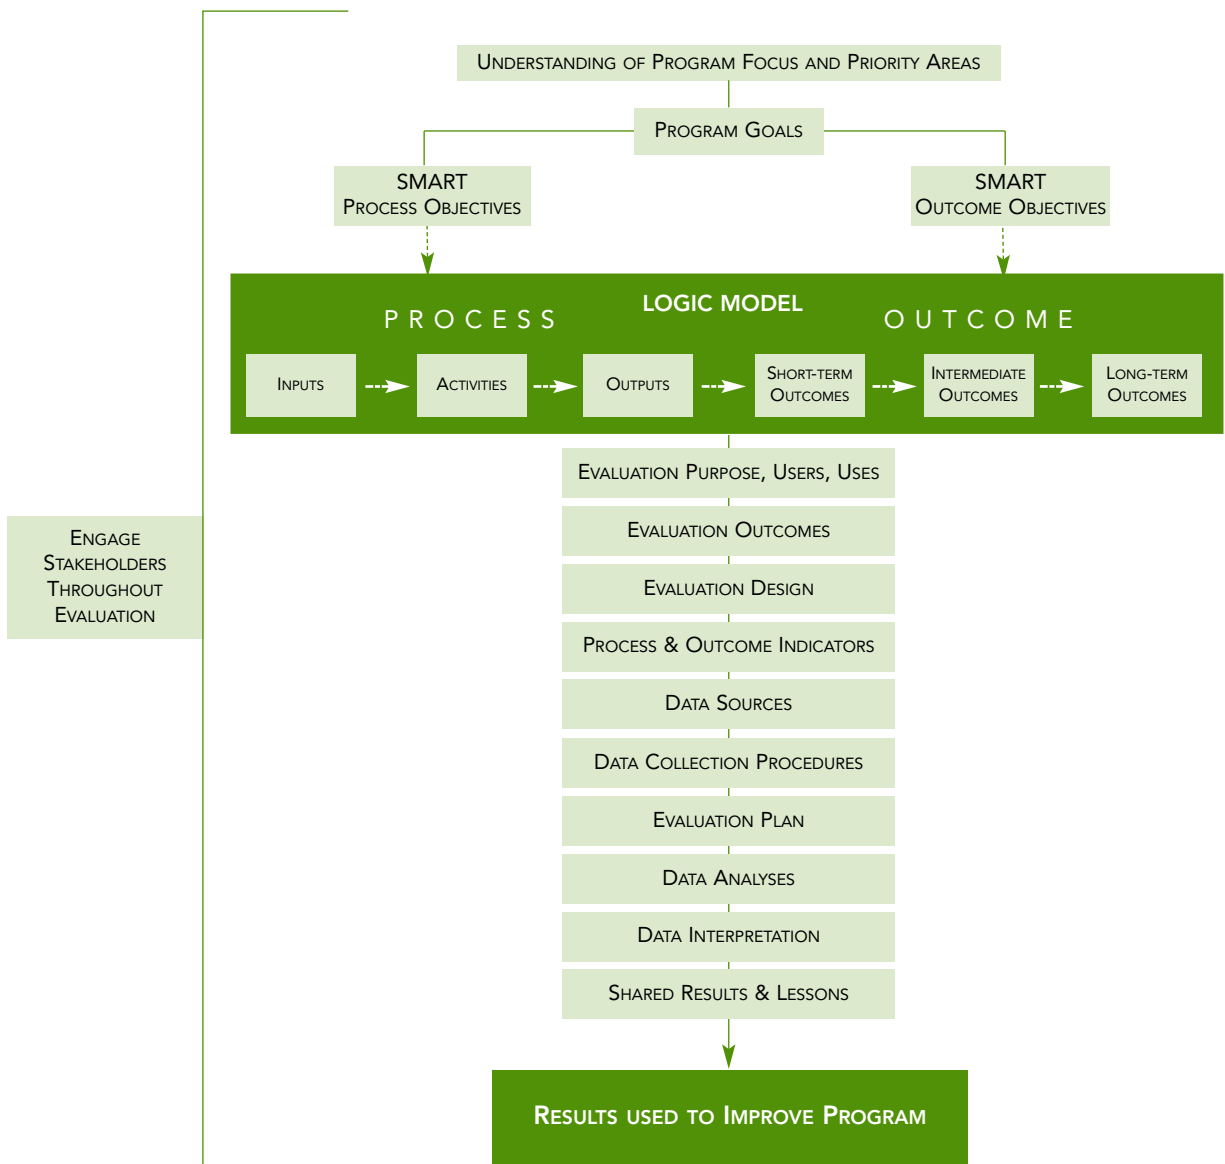 Understanding of Program Focus and Priority Areas
Program Goals
SMART
Process Objectives
SMART
Outcome Objectives
LOGIC MODEL
PROCESS
OUTCOME
Inputs
Activities
Outputs
Short-term
Outcomes
Intermediate
Outcomes
Long-term
Outcomes
Evaluation Purpose, Users, Uses
Evaluation Outcomes
Engage
Stakeholders
Throughout
Evaluation
Evaluation Design
Process & Outcome Indicators
Data Sources
Data Collection Procedures
Evaluation Plan
Data Analyses
Data Interpretation
Shared Results & Lessons
Results used to Improve Program